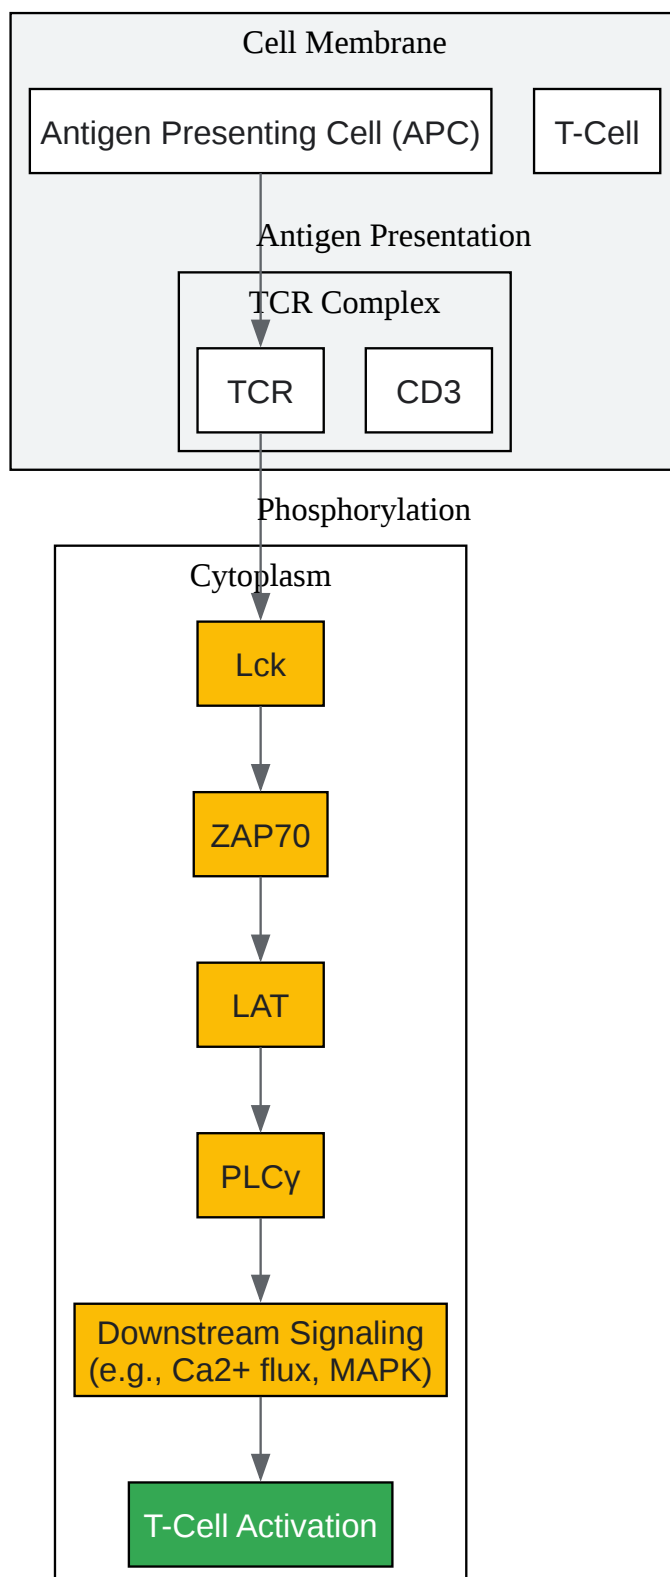 Cell Membrane
Antigen Presenting Cell (APC)
T-Cell
Antigen Presentation
TCR Complex
TCR
CD3
Phosphorylation
Cytoplasm
Lck
ZAP70
LAT
PLCγ
Downstream Signaling
(e.g., Ca2+ flux, MAPK)
T-Cell Activation